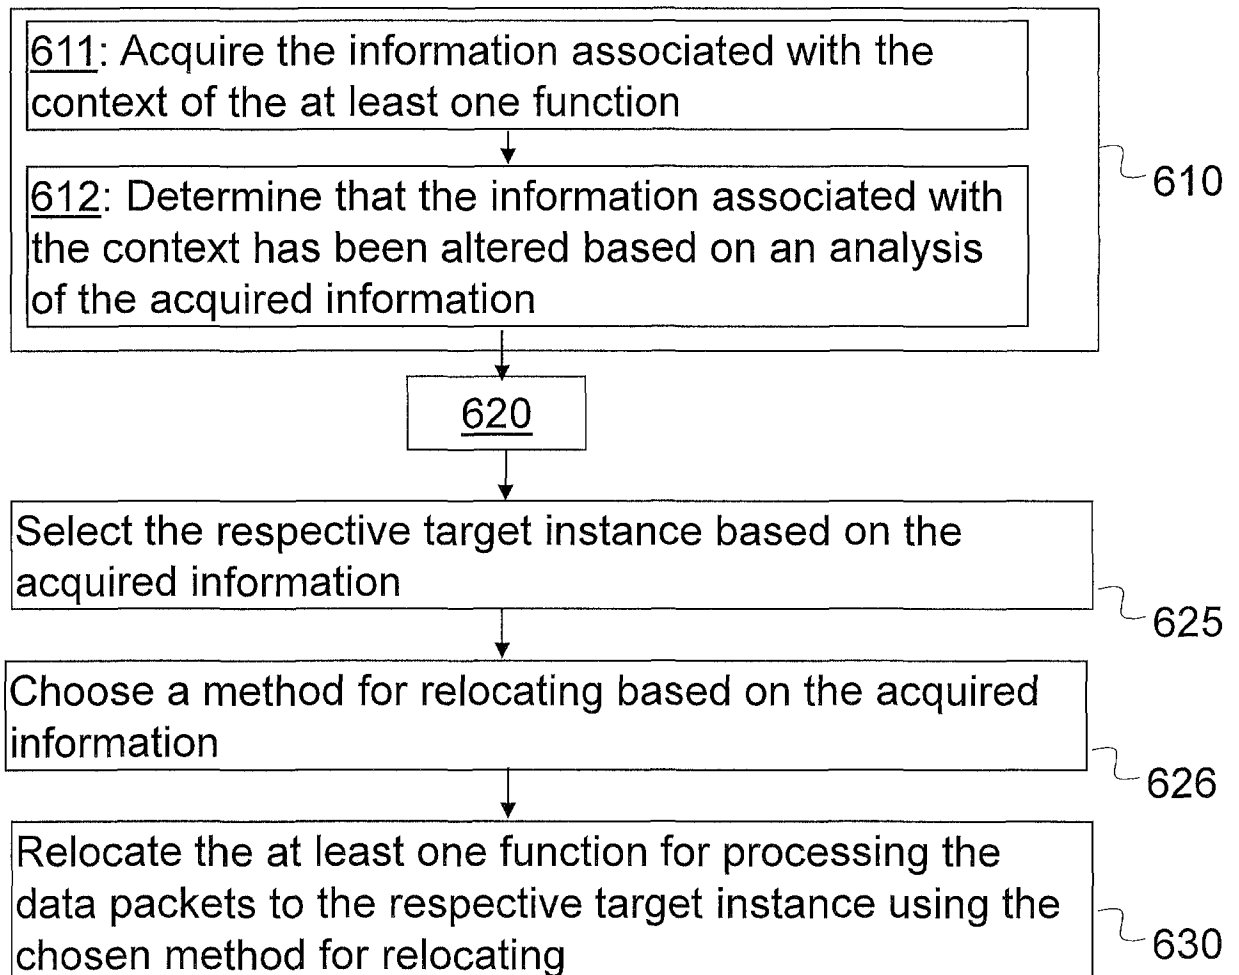 611: Acquire the information associated with the
context of the at least one function
612: Determine that the information associated with
the context has been altered based on an analysis
of the acquired information
610
620
Select the respective target instance based on the
acquired information
625
Choose a method for relocating based on the acquired
information
626
Relocate the at least one function for processing the
data packets to the respective target instance using the
chosen method for relocating
630